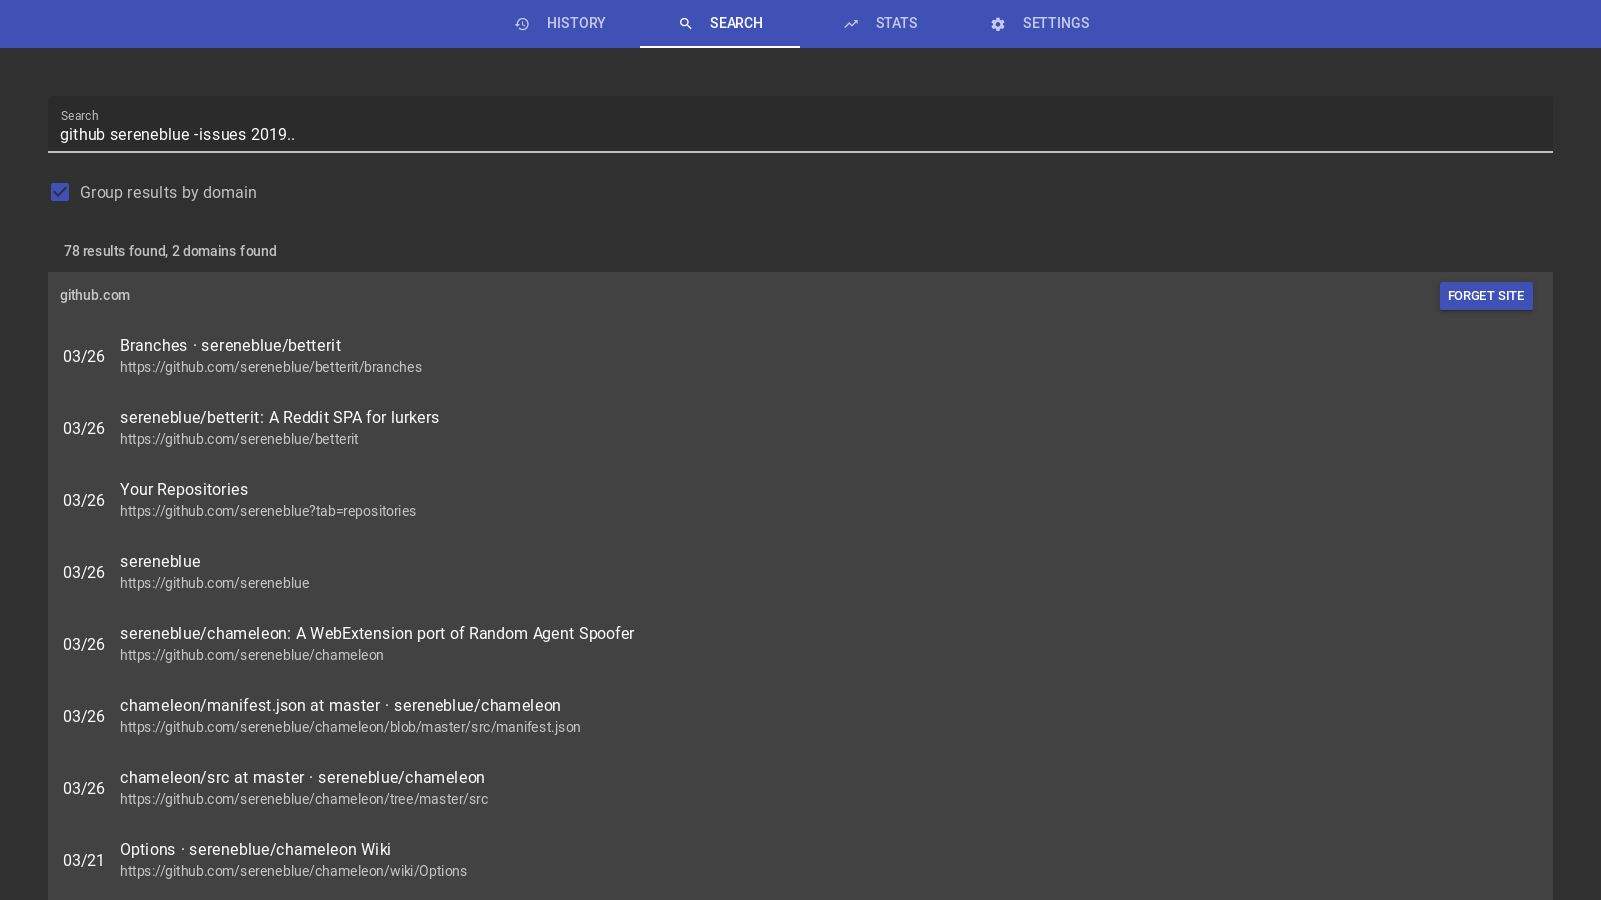 HISTORY
SEARCH
STATS
SETTINGS
Search
github sereneblue -issues 2019..
Group results by domain
78 results found, 2 domains found
github.com
FORGET SITE
03/26
Branches · sereneblue/betterit
https://github.com/sereneblue/betterit/branches
03/26
sereneblue/betterit: A Reddit SPA for lurkers
https://github.com/sereneblue/betterit
03/26
Your Repositories
https://github.com/sereneblue?tab=repositories
03/26
sereneblue
https://github.com/sereneblue
03/26
sereneblue/chameleon: A WebExtension port of Random Agent Spoofer
https://github.com/sereneblue/chameleon
03/26
chameleon/manifest.json at master · sereneblue/chameleon
https://github.com/sereneblue/chameleon/blob/master/src/manifest.json
03/26
chameleon/src at master · sereneblue/chameleon
https://github.com/sereneblue/chameleon/tree/master/src
03/21
Options · sereneblue/chameleon Wiki
https://github.com/sereneblue/chameleon/wiki/Options